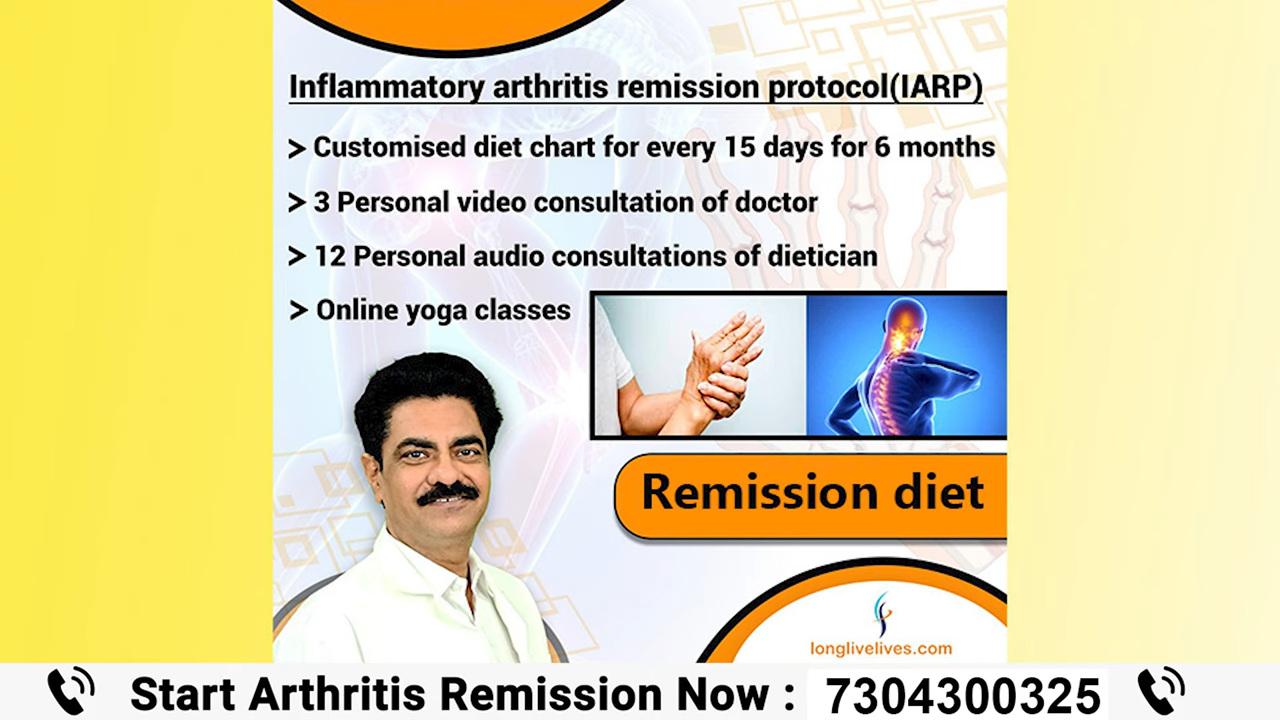 Inflammatory arthritis remission protocol(IARP)
> Customised diet chart for every 15 days for 6 months
> 3 Personal video consultation of doctor
> 12 Personal audio consultations of dietician
> Online yoga classes
Remission diet
longlivelives.com
Start Arthritis Remission Now : 7304300325